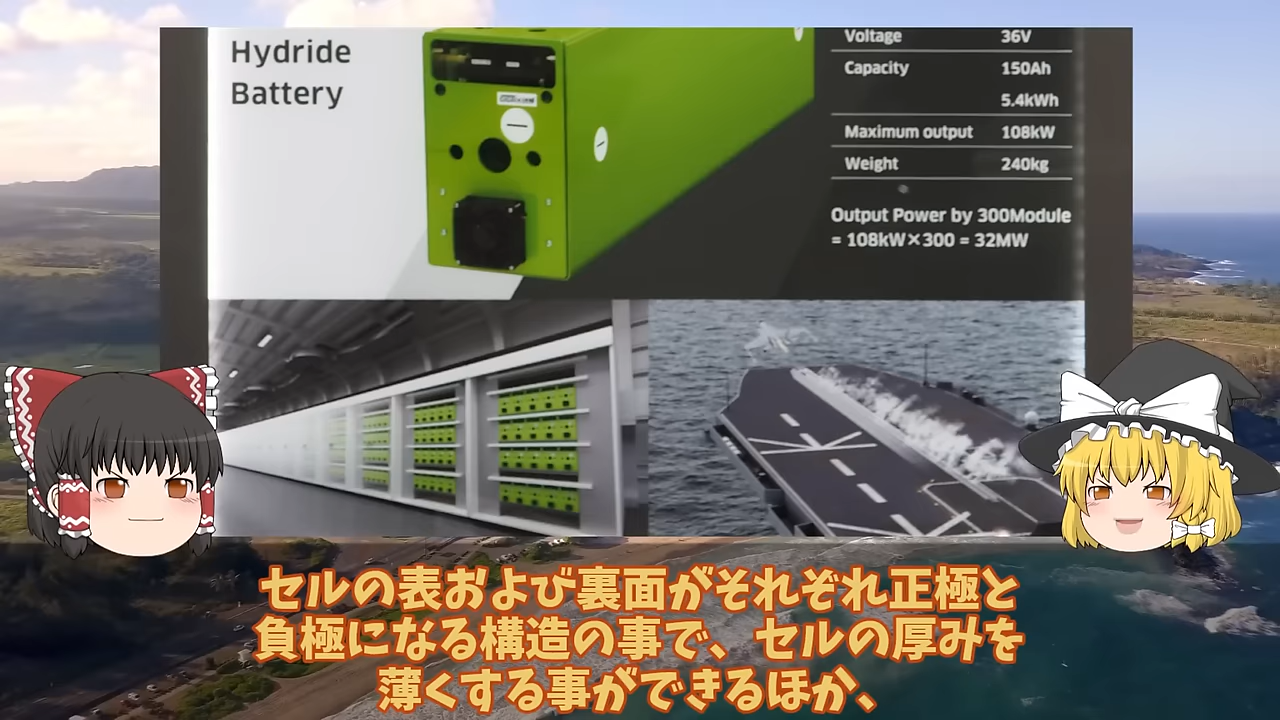 Hydride
Battery
Voltage 36V
Capacity 150Ah
5.4kWh
Maximum output 108kW
Weight 240kg
Output Power by 300Module
= 108kW×300 = 32MW
セルの表および裏面がそれぞれ正極と
負極になる構造の事で、セルの厚みを
薄くする事ができるほか、